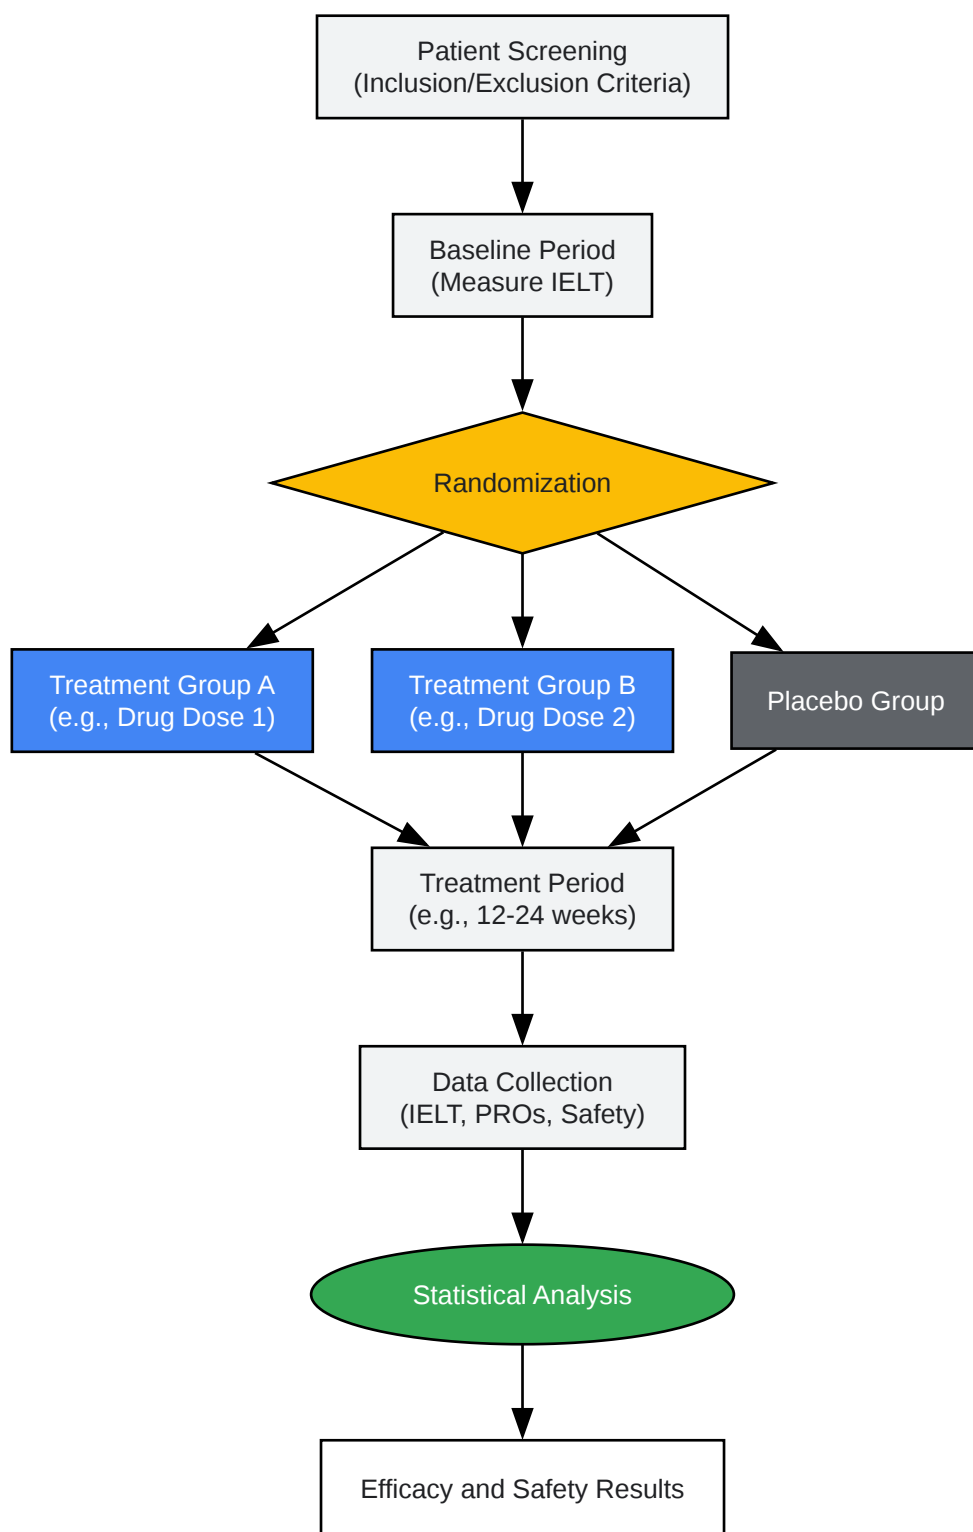 Patient Screening
(Inclusion/Exclusion Criteria)
Baseline Period
(Measure IELT)
Randomization
Treatment Group A
(e.g., Drug Dose 1)
Treatment Group B
(e.g., Drug Dose 2)
Placebo Group
Treatment Period
(e.g., 12-24 weeks)
Data Collection
(IELT, PROs, Safety)
Statistical Analysis
Efficacy and Safety Results